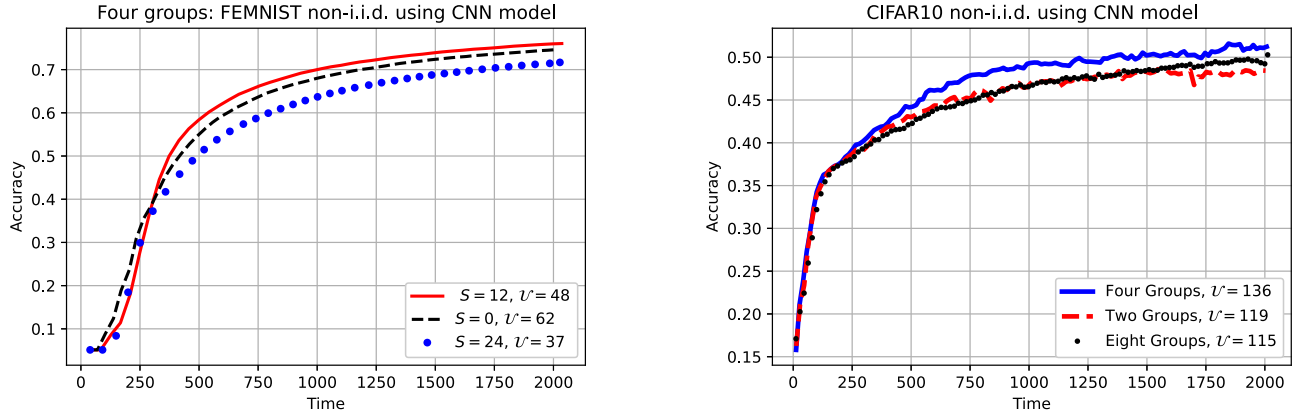 Four groups: FEMNIST non-i.i.d. using CNN model
Accuracy
0.7
0.6
0.5
0.4
0.3
0.2
0.1
S = 12, 𝒰 = 48
S = 0, 𝒰 = 62
S = 24, 𝒰 = 37
0 250 500 750 1000 1250 1500 1750 2000
Time
CIFAR10 non-i.i.d. using CNN model
Accuracy
0.50
0.45
0.40
0.35
0.30
0.25
0.20
0.15
Four Groups, 𝒰 = 136
Two Groups, 𝒰 = 119
Eight Groups, 𝒰 = 115
0 250 500 750 1000 1250 1500 1750 2000
Time